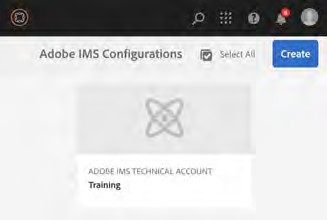 Adobe IMS Configurations
Select All
Create
ADOBE IMS TECHNICAL ACCOUNT
Training